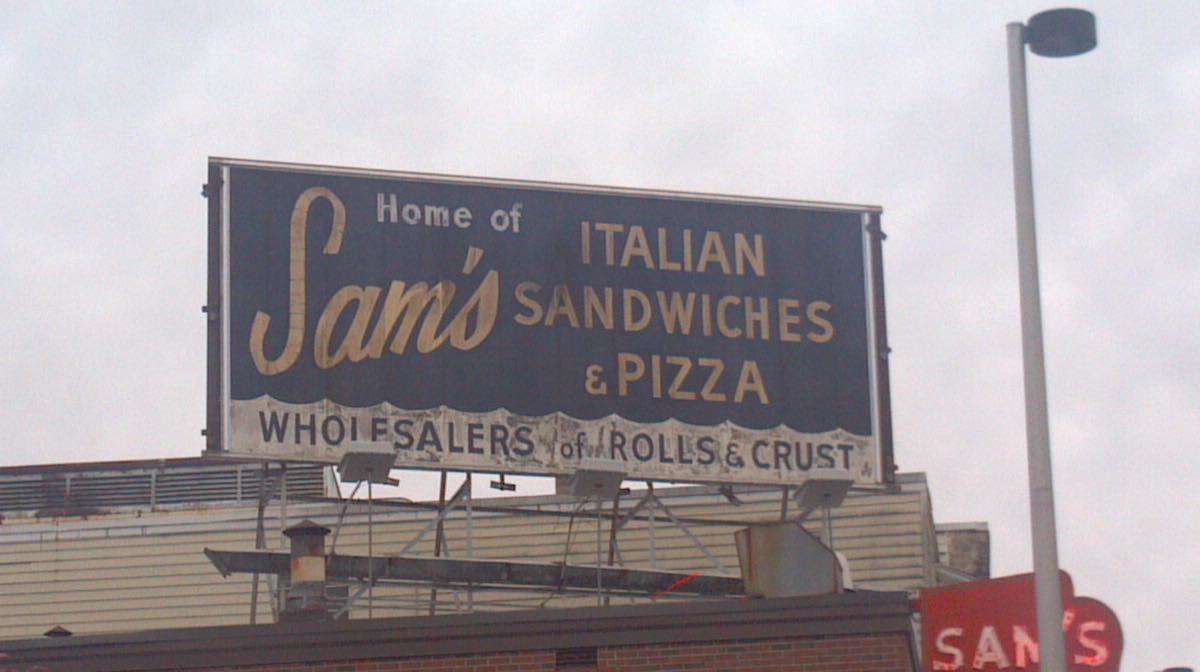 Home of
Sam's
ITALIAN
SANDWICHES
& PIZZA
WHOLESALERS of ROLLS & CRUST
SAM'S